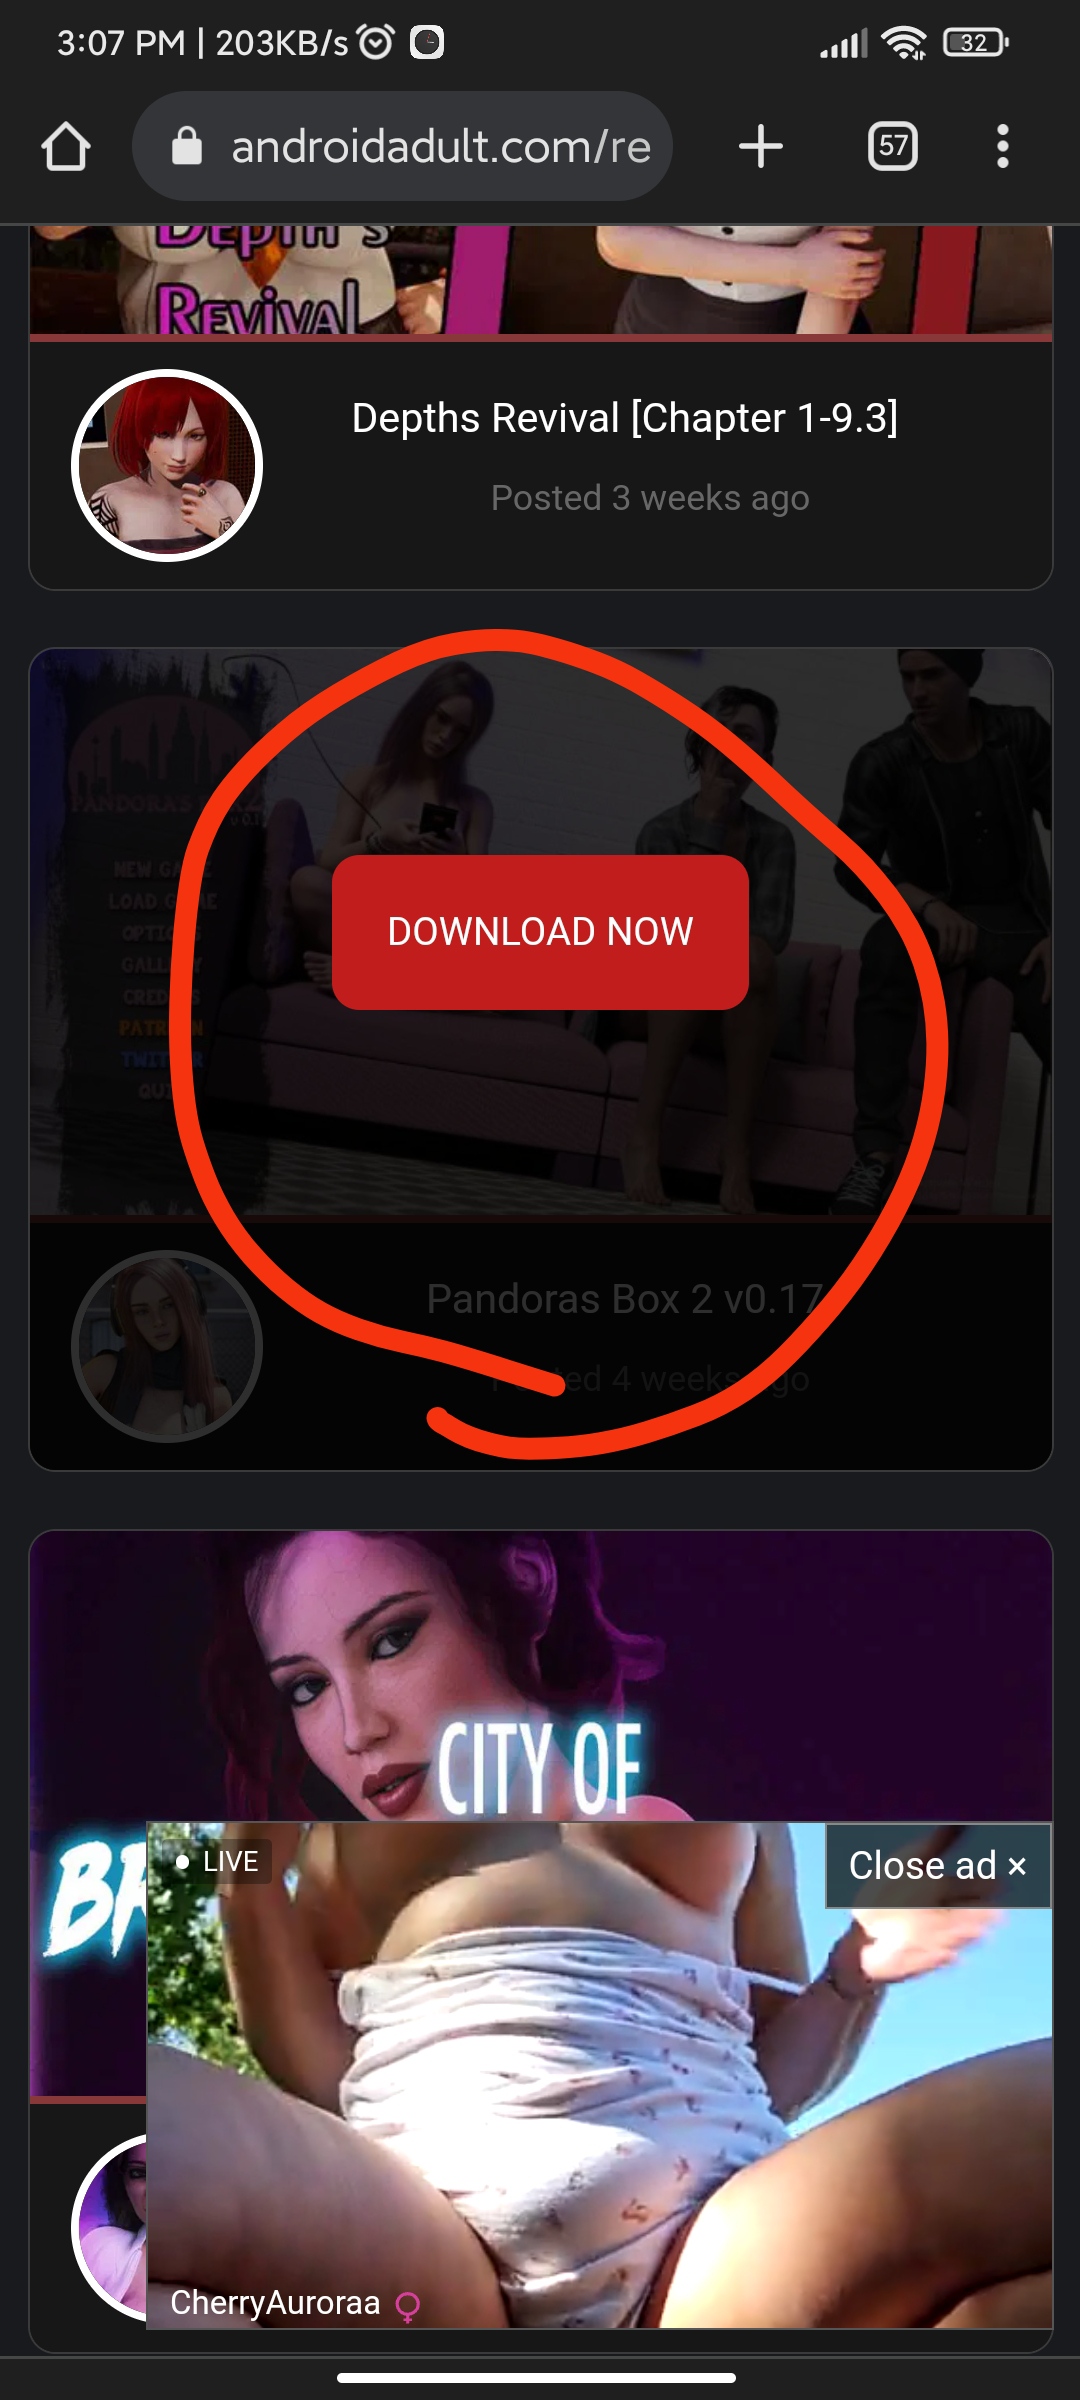 3:07 PM | 203KB/s
32
androidadult.com/re
57
Depth's
Revival
Depths Revival [Chapter 1-9.3]
Posted 3 weeks ago
PANDORA'S
NEW GAME
LOAD GAME
OPTIONS
GALLERY
CREDITS
PATREON
TWITTER
QUIT
DOWNLOAD NOW
Pandoras Box 2 v0.17
Posted 4 weeks ago
CITY OF
BR
LIVE
Close ad ×
CherryAuroraa